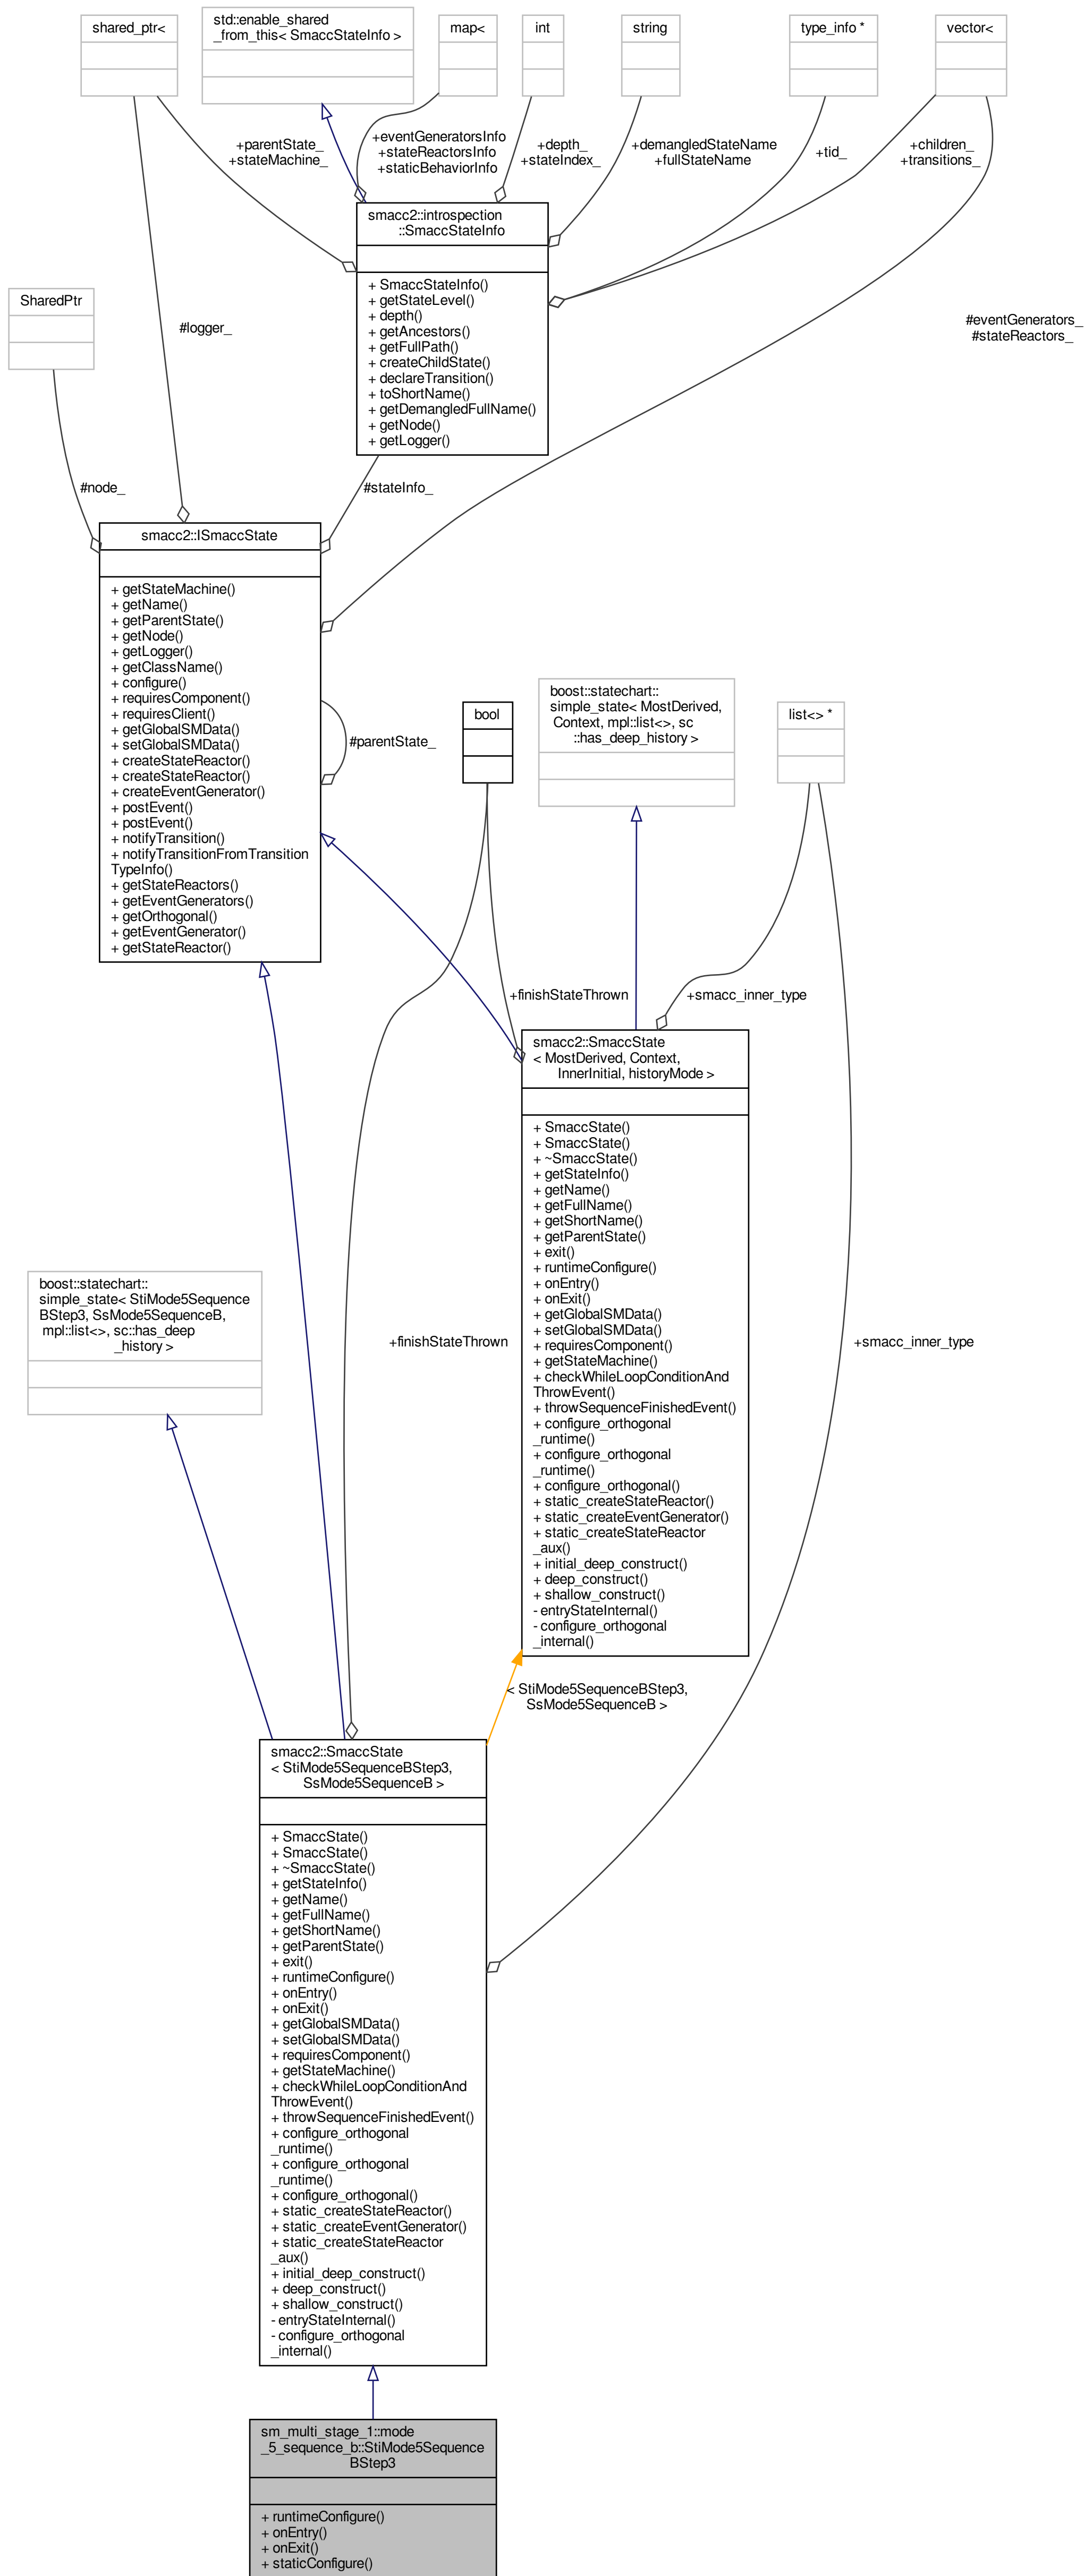 shared_ptr<
std::enable_shared
_from_this< SmaccStateInfo >
map<
int
string
type_info *
vector<
+parentState_
+stateMachine_
+eventGeneratorsInfo
+stateReactorsInfo
+staticBehaviorInfo
+depth_
+stateIndex_
+demangledStateName
+fullStateName
+tid_
+children_
+transitions_
smacc2::introspection
::SmaccStateInfo
+ SmaccStateInfo()
+ getStateLevel()
+ depth()
+ getAncestors()
+ getFullPath()
+ createChildState()
+ declareTransition()
+ toShortName()
+ getDemangledFullName()
+ getNode()
+ getLogger()
SharedPtr
#logger_
#eventGenerators_
#stateReactors_
#node_
#stateInfo_
smacc2::ISmaccState
+ getStateMachine()
+ getName()
+ getParentState()
+ getNode()
+ getLogger()
+ getClassName()
+ configure()
+ requiresComponent()
+ requiresClient()
+ getGlobalSMData()
+ setGlobalSMData()
+ createStateReactor()
+ createStateReactor()
+ createEventGenerator()
+ postEvent()
+ postEvent()
+ notifyTransition()
+ notifyTransitionFromTransition
TypeInfo()
+ getStateReactors()
+ getEventGenerators()
+ getOrthogonal()
+ getEventGenerator()
+ getStateReactor()
#parentState_
bool
boost::statechart::
simple_state< MostDerived,
Context, mpl::list<>, sc
::has_deep_history >
list<> *
+finishStateThrown
+smacc_inner_type
smacc2::SmaccState
< MostDerived, Context,
InnerInitial, historyMode >
+ SmaccState()
+ SmaccState()
+ ~SmaccState()
+ getStateInfo()
+ getName()
+ getFullName()
+ getShortName()
+ getParentState()
+ exit()
+ runtimeConfigure()
+ onEntry()
+ onExit()
+ getGlobalSMData()
+ setGlobalSMData()
+ requiresComponent()
+ getStateMachine()
+ checkWhileLoopConditionAnd
ThrowEvent()
+ throwSequenceFinishedEvent()
+ configure_orthogonal
_runtime()
+ configure_orthogonal
_runtime()
+ configure_orthogonal()
+ static_createStateReactor()
+ static_createEventGenerator()
+ static_createStateReactor
_aux()
+ initial_deep_construct()
+ deep_construct()
+ shallow_construct()
- entryStateInternal()
- configure_orthogonal
_internal()
boost::statechart::
simple_state< StiMode5Sequence
BStep3, SsMode5SequenceB,
mpl::list<>, sc::has_deep
_history >
+finishStateThrown
+smacc_inner_type
< StiMode5SequenceBStep3,
SsMode5SequenceB >
smacc2::SmaccState
< StiMode5SequenceBStep3,
SsMode5SequenceB >
+ SmaccState()
+ SmaccState()
+ ~SmaccState()
+ getStateInfo()
+ getName()
+ getFullName()
+ getShortName()
+ getParentState()
+ exit()
+ runtimeConfigure()
+ onEntry()
+ onExit()
+ getGlobalSMData()
+ setGlobalSMData()
+ requiresComponent()
+ getStateMachine()
+ checkWhileLoopConditionAnd
ThrowEvent()
+ throwSequenceFinishedEvent()
+ configure_orthogonal
_runtime()
+ configure_orthogonal
_runtime()
+ configure_orthogonal()
+ static_createStateReactor()
+ static_createEventGenerator()
+ static_createStateReactor
_aux()
+ initial_deep_construct()
+ deep_construct()
+ shallow_construct()
- entryStateInternal()
- configure_orthogonal
_internal()
sm_multi_stage_1::mode
_5_sequence_b::StiMode5Sequence
BStep3
+ runtimeConfigure()
+ onEntry()
+ onExit()
+ staticConfigure()